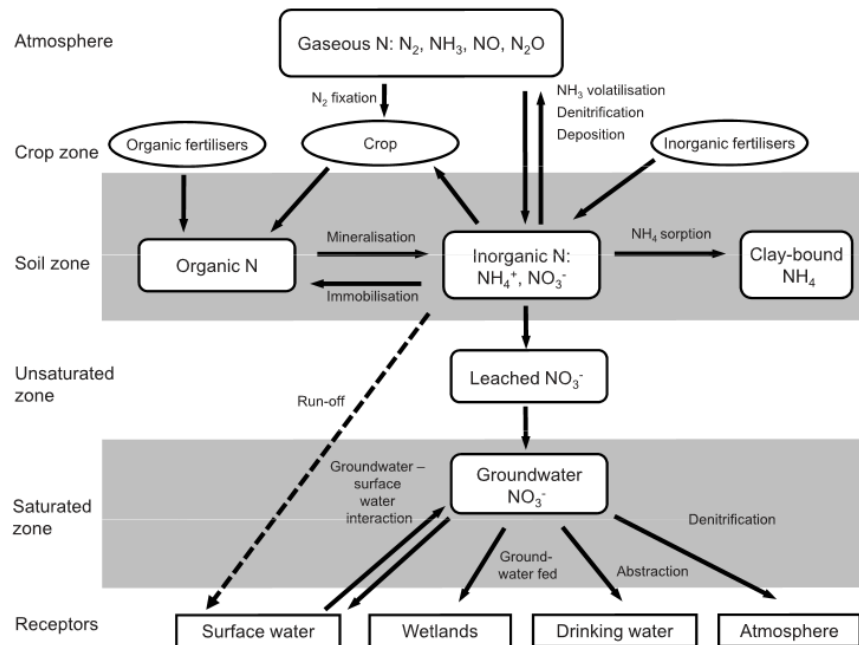 Atmosphere
Gaseous N: N₂, NH₃, NO, N₂O
N₂ fixation
NH₃ volatilisation
Denitrification
Deposition
Crop zone
Organic fertilisers
Crop
Inorganic fertilisers
Soil zone
Organic N
Mineralisation
Immobilisation
Inorganic N:
NH₄⁺, NO₃⁻
NH₄ sorption
Clay-bound
NH₄
Unsaturated
zone
Leached NO₃⁻
Run-off
Saturated
zone
Groundwater –
surface
water
interaction
Groundwater
NO₃⁻
Ground-
water fed
Abstraction
Denitrification
Receptors
Surface water
Wetlands
Drinking water
Atmosphere